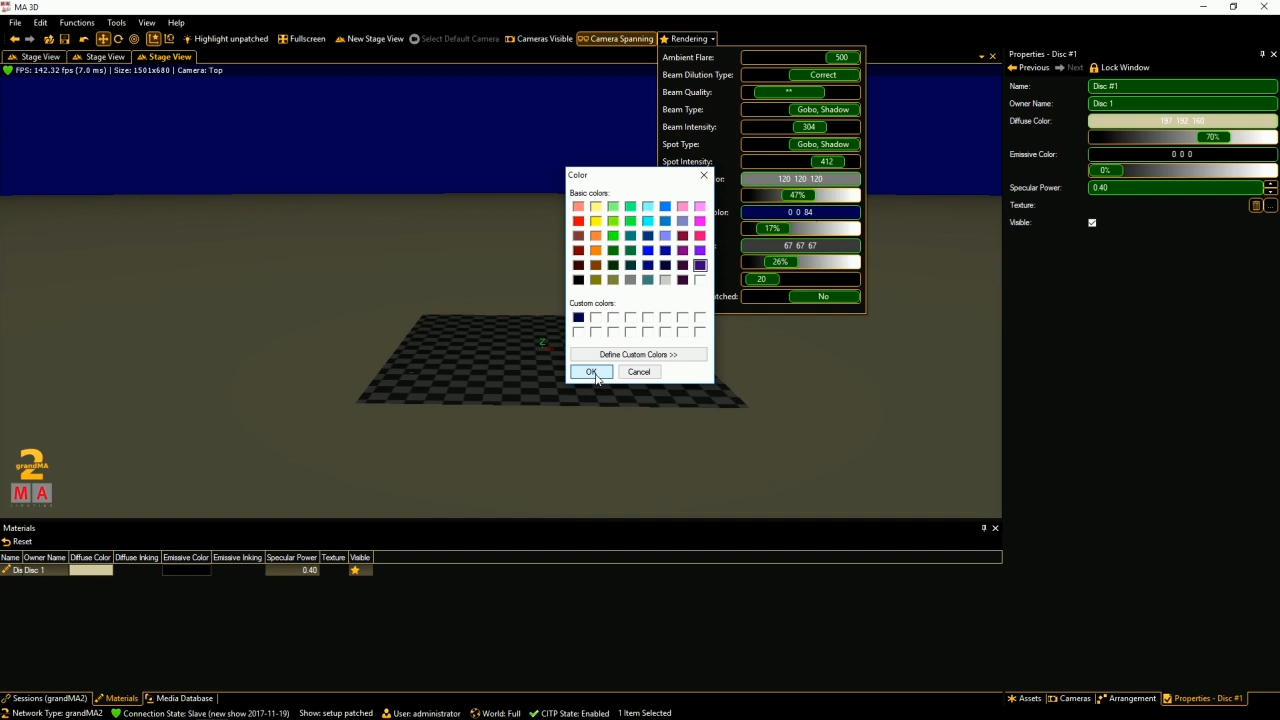 MA 3D
File Edit Functions Tools View Help
Highlight unpatched Fullscreen New Stage View Select Default Camera Cameras Visible Camera Spanning Rendering
Stage View Stage View Stage View
FPS: 142.32 fps (7.0 ms) | Size: 1501x680 | Camera: Top
Ambient Flare: 500
Beam Dilution Type: Correct
Beam Quality: **
Beam Type: Gobo, Shadow
Beam Intensity: 304
Spot Type: Gobo, Shadow
Spot Intensity: 412
or: 120 120 120
47%
olor: 0 0 84
17%
67 67 67
26%
20
tched: No
Color
Basic colors:
Custom colors:
Define Custom Colors >>
OK Cancel
Z
grandMA
2
M A
LIGHTING
Properties - Disc #1
Previous Next Lock Window
Name: Disc #1
Owner Name: Disc 1
Diffuse Color: 197 192 160
70%
Emissive Color: 0 0 0
0%
Specular Power: 0.40
Texture:
Visible:
Materials
Reset
Name Owner Name Diffuse Color Diffuse Inking Emissive Color Emissive Inking Specular Power Texture Visible
Dis Disc 1 0.40
Sessions (grandMA2) Materials Media Database
Assets Cameras Arrangement Properties - Disc #1
Network Type: grandMA2 Connection State: Slave (new show 2017-11-19) Show: setup patched User: administrator World: Full CITP State: Enabled 1 Item Selected